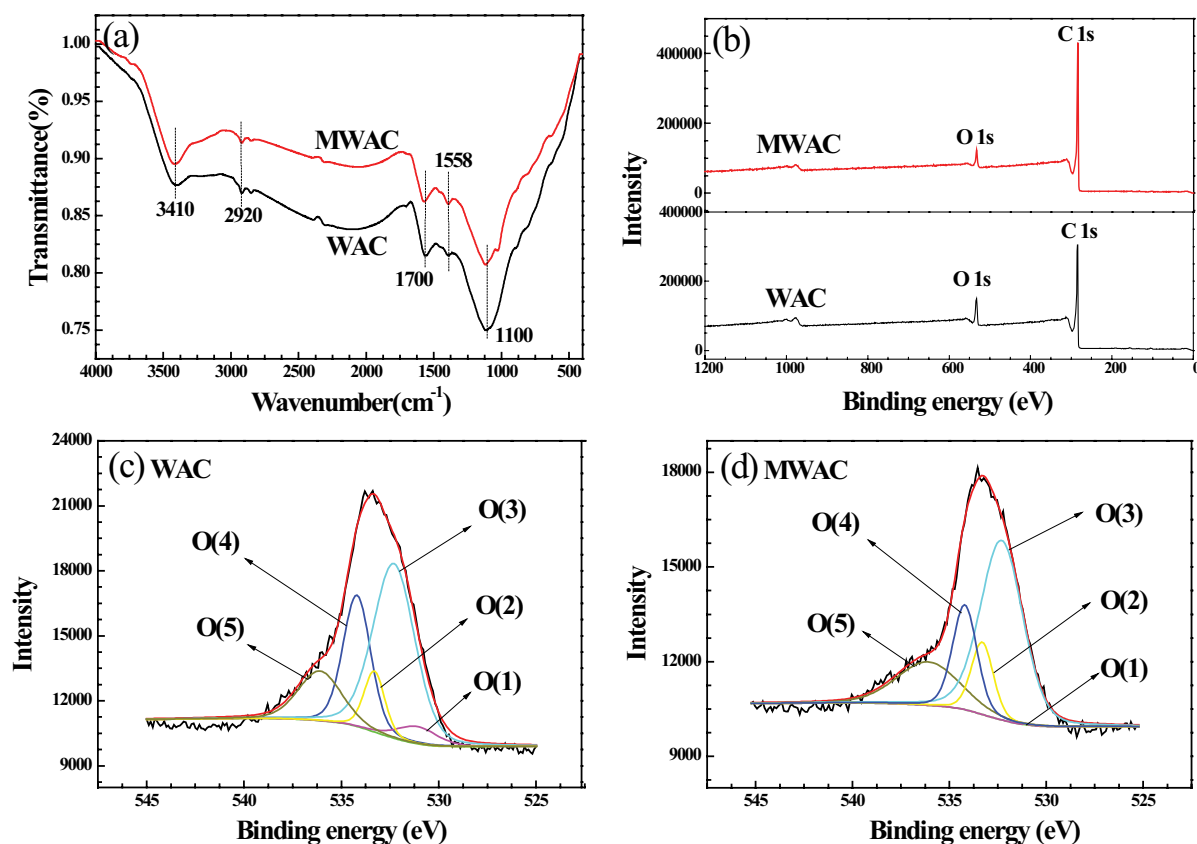 (a)
1.00
0.95
0.90
0.85
0.80
0.75
Transmittance(%)
MWAC
1558
3410
2920
WAC
1700
1100
4000 3500 3000 2500 2000 1500 1000 500
Wavenumber(cm⁻¹)
(b)
C 1s
400000
MWAC
O 1s
200000
0
400000
C 1s
O 1s
200000
WAC
0
Intensity
1200 1000 800 600 400 200 0
Binding energy (eV)
(c) WAC
24000
21000
18000
15000
12000
9000
Intensity
O(3)
O(4)
O(2)
O(5)
O(1)
545 540 535 530 525
Binding energy (eV)
(d) MWAC
18000
15000
12000
9000
Intensity
O(3)
O(4)
O(2)
O(5)
O(1)
545 540 535 530 525
Binding energy (eV)